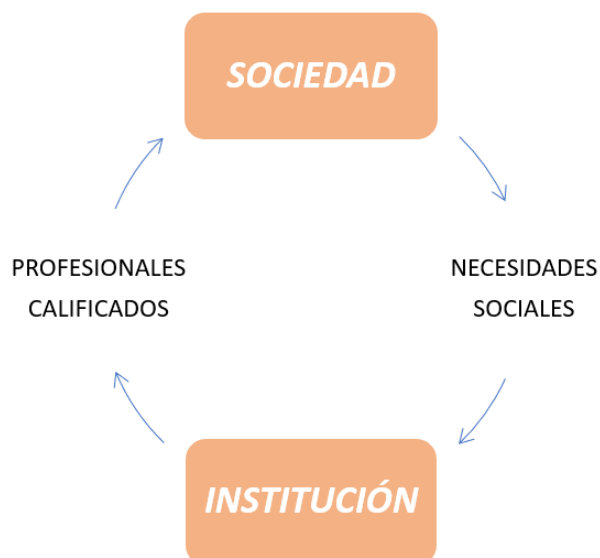 SOCIEDAD
PROFESIONALES
CALIFICADOS
NECESIDADES
SOCIALES
INSTITUCIÓN